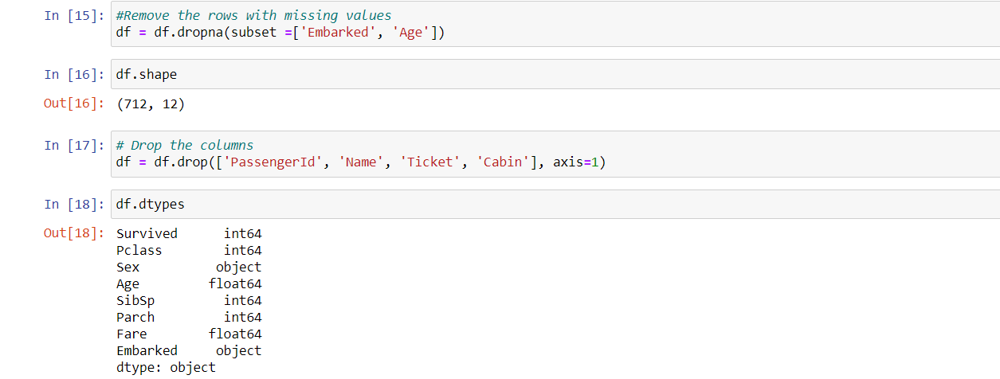 In [15]: #Remove the rows with missing values
df = df.dropna(subset =['Embarked', 'Age'])
In [16]: df.shape
Out[16]: (712, 12)
In [17]: # Drop the columns
df = df.drop(['PassengerId', 'Name', 'Ticket', 'Cabin'], axis=1)
In [18]: df.dtypes
Out[18]: Survived int64
Pclass int64
Sex object
Age float64
SibSp int64
Parch int64
Fare float64
Embarked object
dtype: object